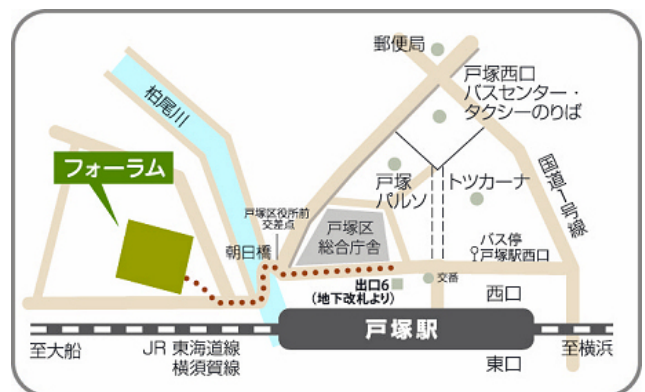 郵便局
戸塚西口
バスセンター・
タクシーのりば
柏尾川
フォーラム
戸塚
パルソ
トツカーナ
国道1号線
戸塚区役所前
交差点
戸塚区
総合庁舎
朝日橋
バス停
戸塚駅西口
出口6
(地下改札より)
交番
西口
戸塚駅
至大船
JR 東海道線
横須賀線
至横浜
東口